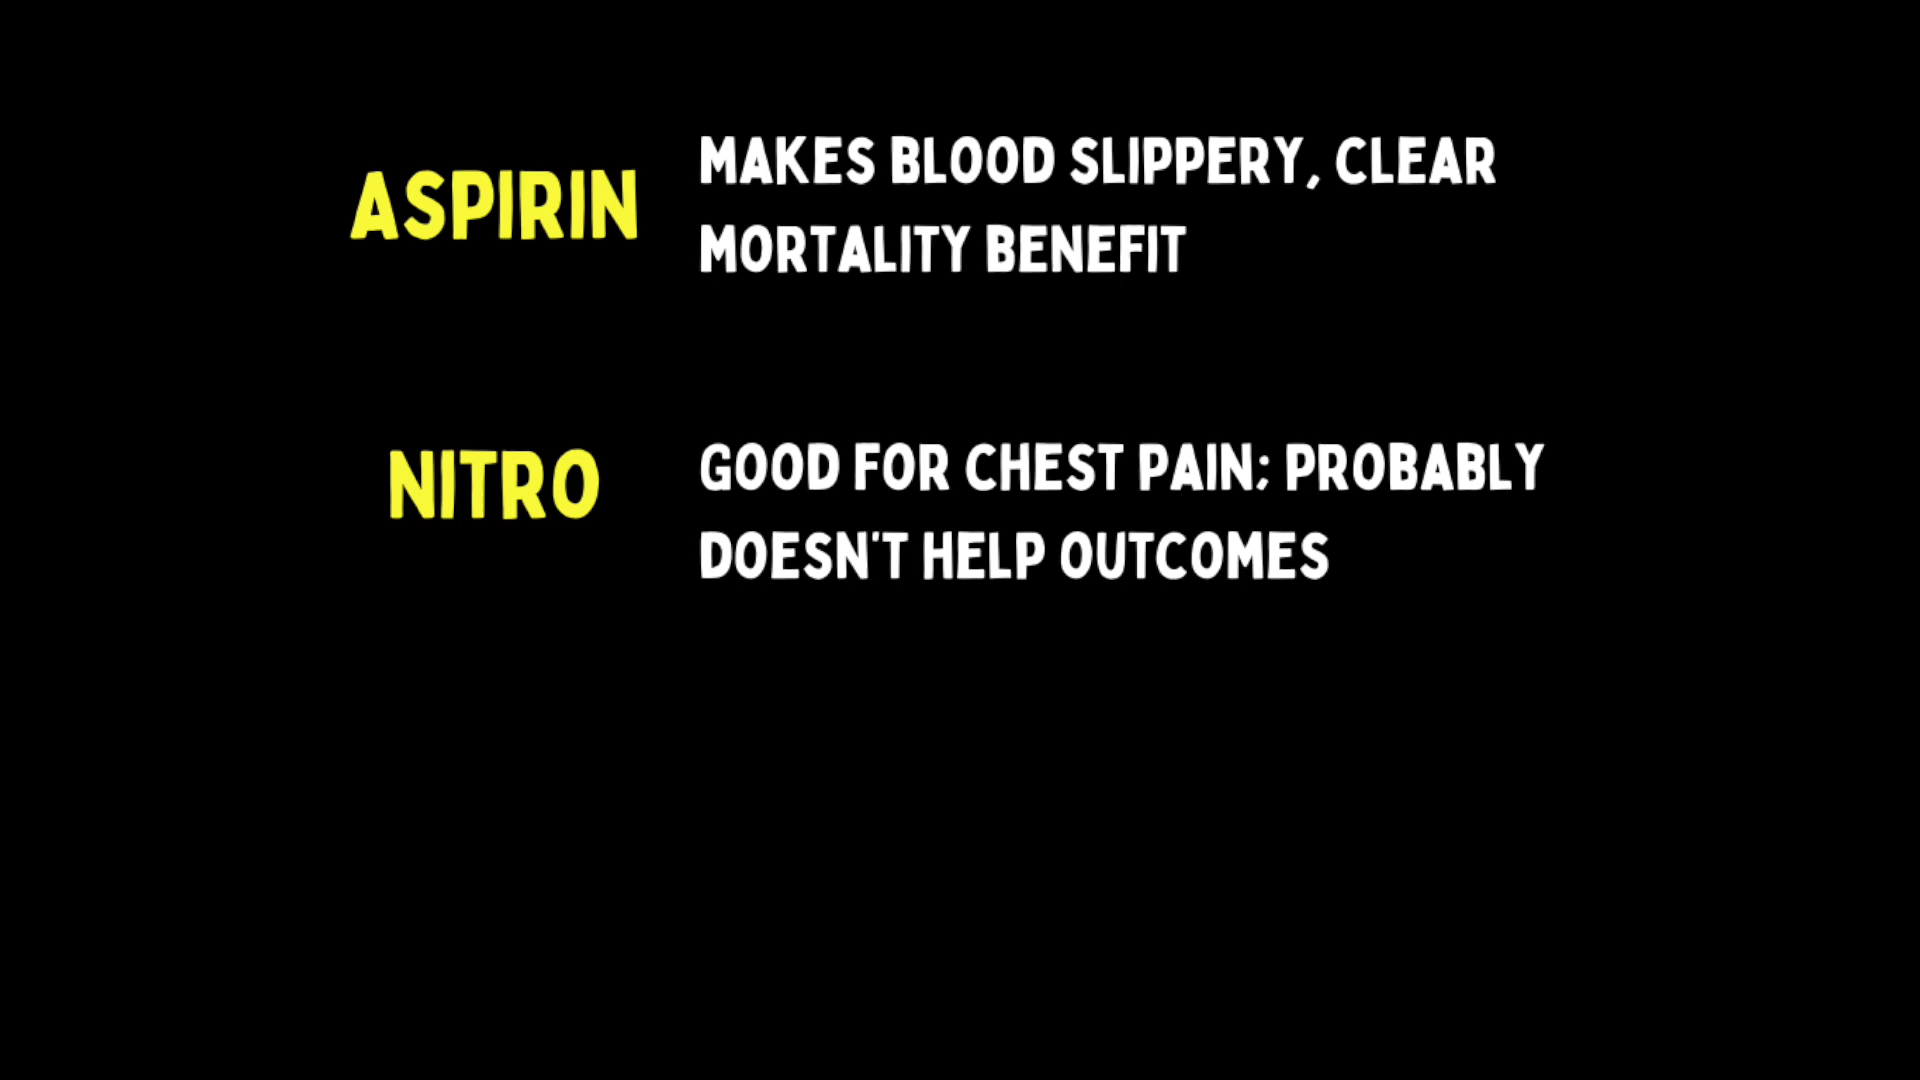 ASPIRIN
MAKES BLOOD SLIPPERY, CLEAR
MORTALITY BENEFIT
NITRO
GOOD FOR CHEST PAIN; PROBABLY
DOESN'T HELP OUTCOMES